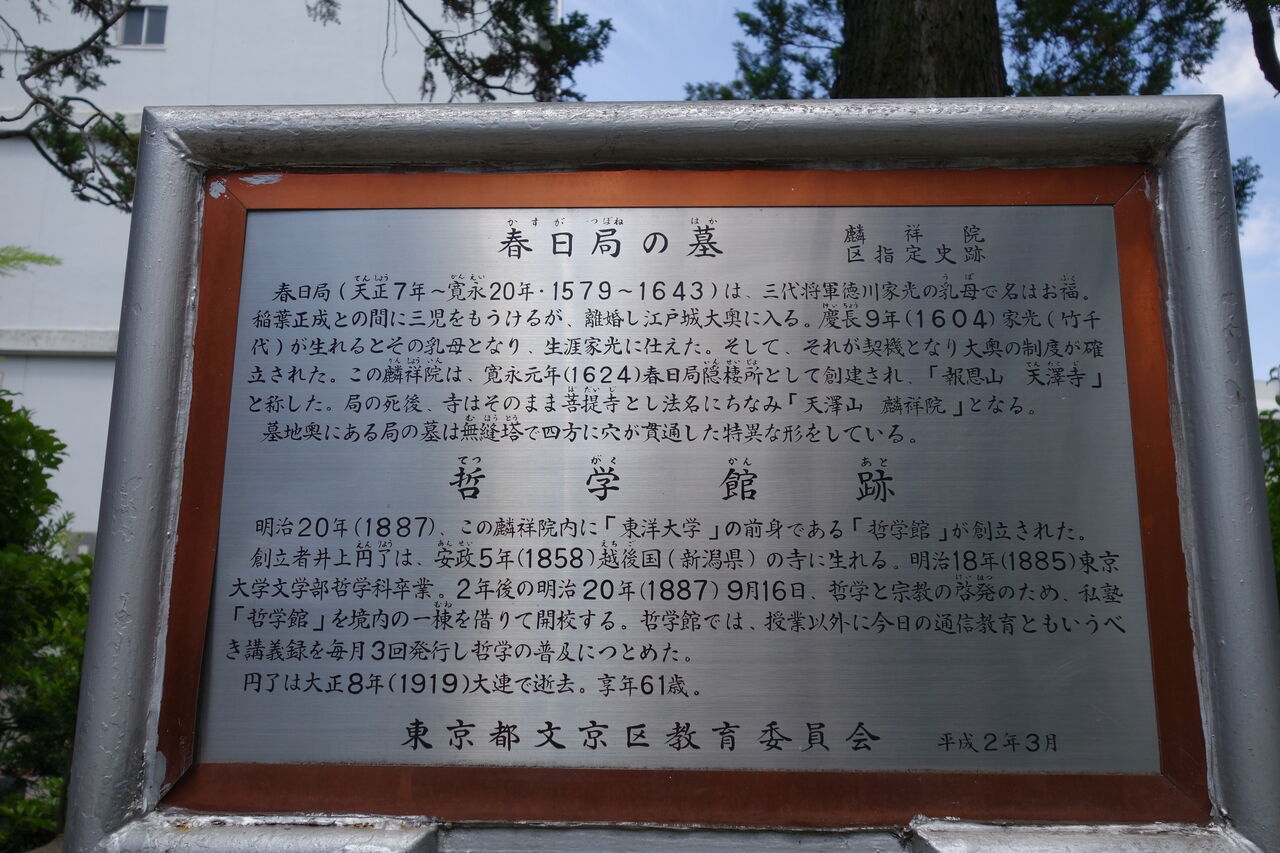 春日局の墓 麟祥院
区指定史跡
春日局(天正7年~寛永20年・1579~1643)は、三代将軍徳川家光の乳母で名はお福。
稲葉正成との間に三児をもうけるが、離婚し江戸城大奥に入る。慶長9年(1604)家光(竹千
代)が生れるとその乳母となり、生涯家光に仕えた。そして、それが契機となり大奥の制度が確
立された。この麟祥院は、寛永元年(1624)春日局隠棲所として創建され、「報恩山 天澤寺」
と称した。局の死後、寺はそのまま菩提寺とし法名にちなみ「天澤山 麟祥院」となる。
墓地奥にある局の墓は無縫塔で四方に穴が貫通した特異な形をしている。
哲学館跡
明治20年(1887)、この麟祥院内に「東洋大学」の前身である「哲学館」が創立された。
創立者井上円了は、安政5年(1858)越後国(新潟県)の寺に生れる。明治18年(1885)東京
大学文学部哲学科卒業。2年後の明治20年(1887)9月16日、哲学と宗教の啓発のため、私塾
「哲学館」を境内の一棟を借りて開校する。哲学館では、授業以外に今日の通信教育ともいうべ
き講義録を毎月3回発行し哲学の普及につとめた。
円了は大正8年(1919)大連で逝去。享年61歳。
東京都文京区教育委員会 平成2年3月